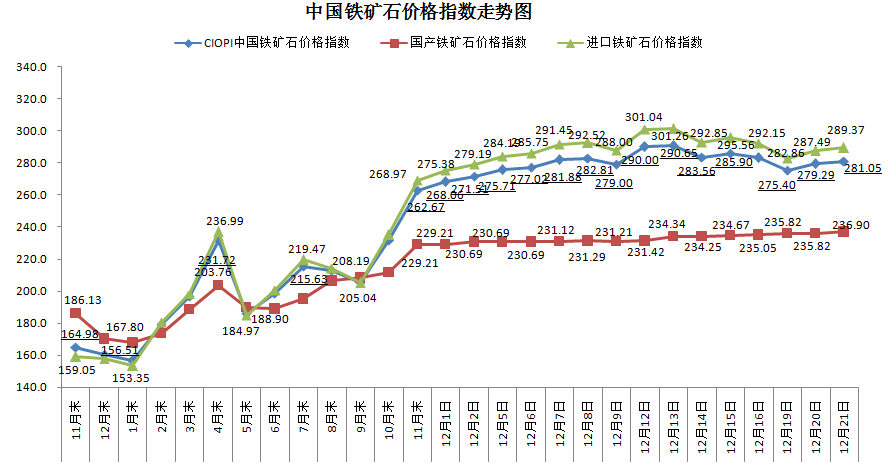 中国铁矿石价格指数走势图
CIOPI中国铁矿石价格指数 国产铁矿石价格指数 进口铁矿石价格指数
340.0
320.0
300.0
280.0
260.0
240.0
220.0
200.0
180.0
160.0
140.0
186.13
164.98
159.05
167.80
156.51
153.35
236.99
231.72
203.76
184.97
188.90
219.47
215.63
208.19
205.04
268.97
262.67
229.21
229.21
275.38
268.00
230.69
279.19
271.51
230.69
284.19
275.71
285.75
277.02
230.69
291.45
281.88
231.12
292.52
282.81
231.29
288.00
279.00
231.21
301.04
290.00
231.42
301.26
290.65
234.34
292.85
283.56
234.25
295.56
285.90
234.67
292.15
235.05
282.86
275.40
235.82
287.49
279.29
235.82
289.37
281.05
236.90
11月末
12月末
1月末
2月末
3月末
4月末
5月末
6月末
7月末
8月末
9月末
10月末
11月末
12月1日
12月2日
12月5日
12月6日
12月7日
12月8日
12月9日
12月12日
12月13日
12月14日
12月15日
12月16日
12月19日
12月20日
12月21日